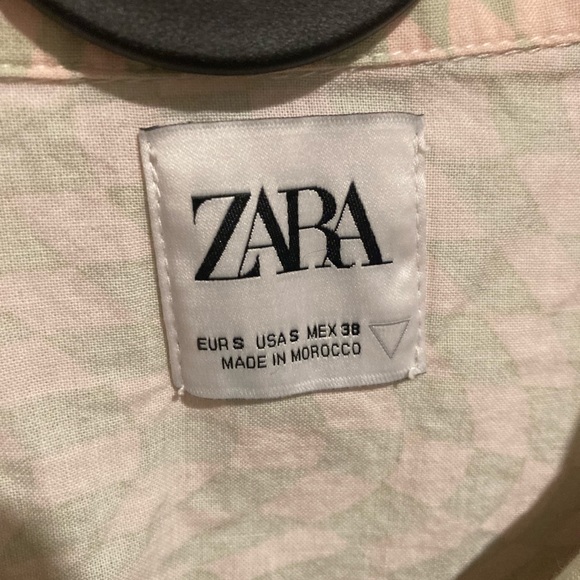 ZARA
EUR S USA S MEX 38
MADE IN MOROCCO